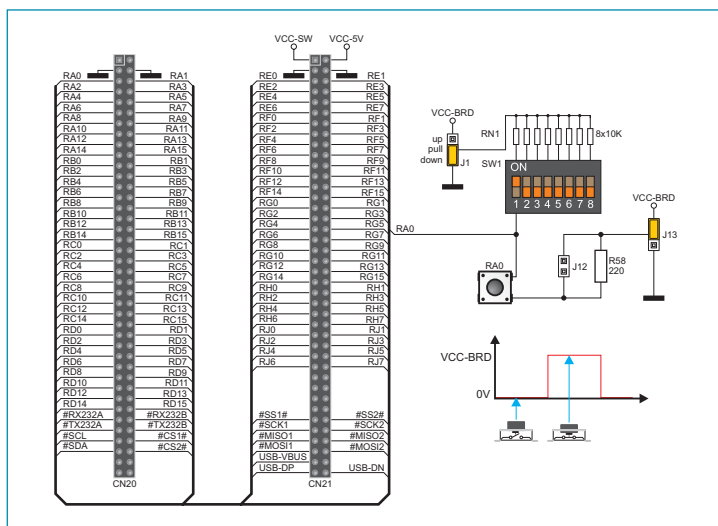 VCC-SW VCC-5V
RA0 RA1
RA2 RA3
RA4 RA5
RA6 RA7
RA8 RA9
RA10 RA11
RA12 RA13
RA14 RA15
RB0 RB1
RB2 RB3
RB4 RB5
RB6 RB7
RB8 RB9
RB10 RB11
RB12 RB13
RB14 RB15
RC0 RC1
RC2 RC3
RC4 RC5
RC6 RC7
RC8 RC9
RC10 RC11
RC12 RC13
RC14 RC15
RD0 RD1
RD2 RD3
RD4 RD5
RD6 RD7
RD8 RD9
RD10 RD11
RD12 RD13
RD14 RD15
#RX232A #RX232B
#TX232A #TX232B
#SCL #CS1#
#SDA #CS2#
CN20
RE0 RE1
RE2 RE3
RE4 RE5
RE6 RE7
RF0 RF1
RF2 RF3
RF4 RF5
RF6 RF7
RF8 RF9
RF10 RF11
RF12 RF13
RF14 RF15
RG0 RG1
RG2 RG3
RG4 RG5
RG6 RG7
RG8 RG9
RG10 RG11
RG12 RG13
RG14 RG15
RH0 RH1
RH2 RH3
RH4 RH5
RH6 RH7
RJ0 RJ1
RJ2 RJ3
RJ4 RJ5
RJ6 RJ7
#SS1# #SS2#
#SCK1 #SCK2
#MISO1 #MISO2
#MOSI1 #MOSI2
USB-VBUS
USB-DP USB-DN
CN21
VCC-BRD
up
pull
down
J1
RN1 8x10K
SW1
ON
1 2 3 4 5 6 7 8
RA0
VCC-BRD
J13
RA0
J12
R58
220
VCC-BRD
0V